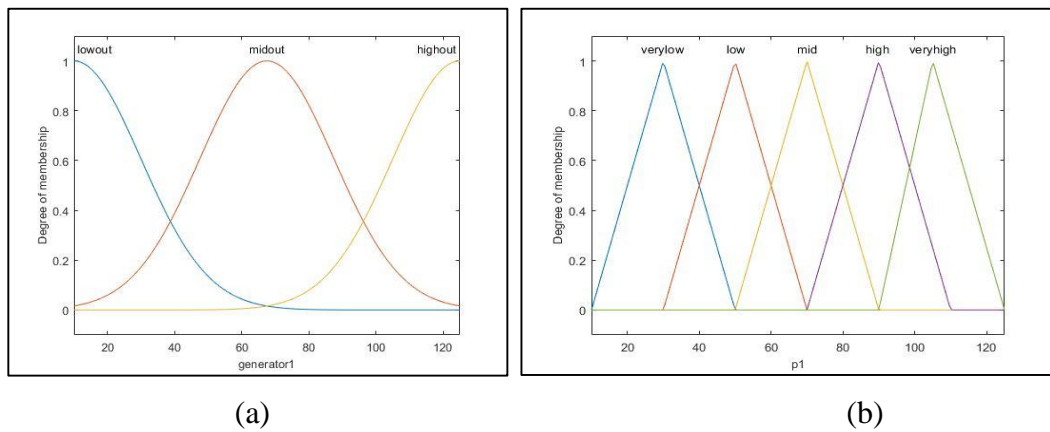 lowout midout highout
1
0.8
0.6
0.4
0.2
0
Degree of membership
20 40 60 80 100 120
generator1
verylow low mid high veryhigh
1
0.8
0.6
0.4
0.2
0
Degree of membership
20 40 60 80 100 120
p1
(a) (b)